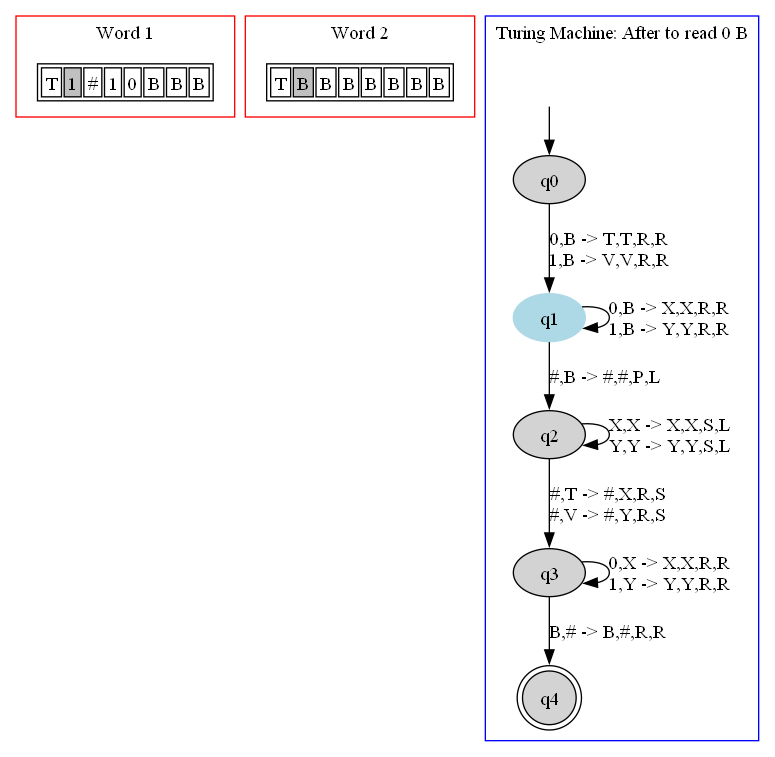 Word 1
T 1 # 1 0 B B B
Word 2
T B B B B B B B
Turing Machine: After to read 0 B
q0
0,B -> T,T,R,R
1,B -> V,V,R,R
q1
0,B -> X,X,R,R
1,B -> Y,Y,R,R
#,B -> #,#,P,L
q2
X,X -> X,X,S,L
Y,Y -> Y,Y,S,L
#,T -> #,X,R,S
#,V -> #,Y,R,S
q3
0,X -> X,X,R,R
1,Y -> Y,Y,R,R
B,# -> B,#,R,R
q4